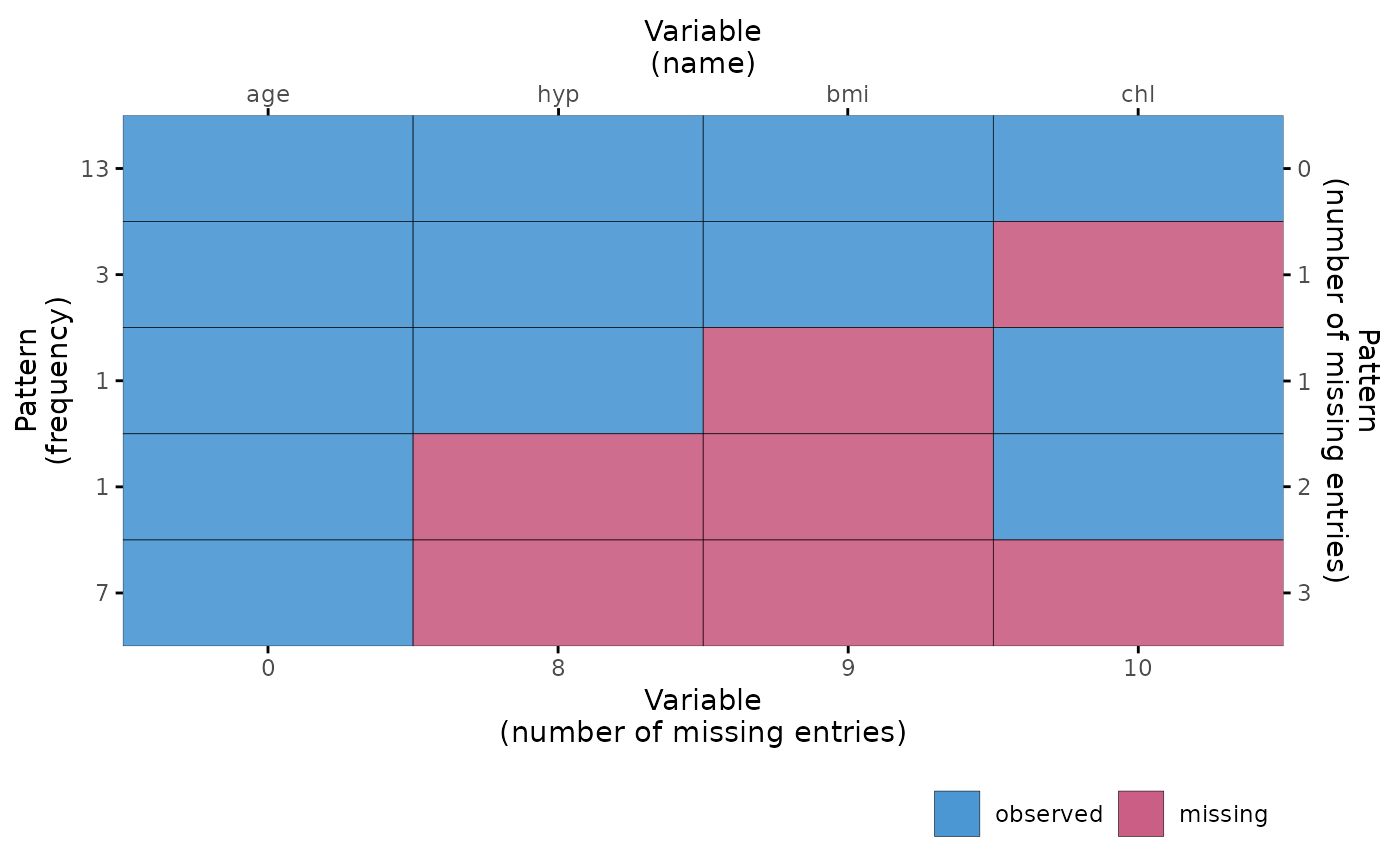 Variable
(name)
age hyp bmi chl
Pattern
(frequency)
13
3
1
1
7
0
1
1
2
3
Pattern
(number of missing entries)
0 8 9 10
Variable
(number of missing entries)
observed missing